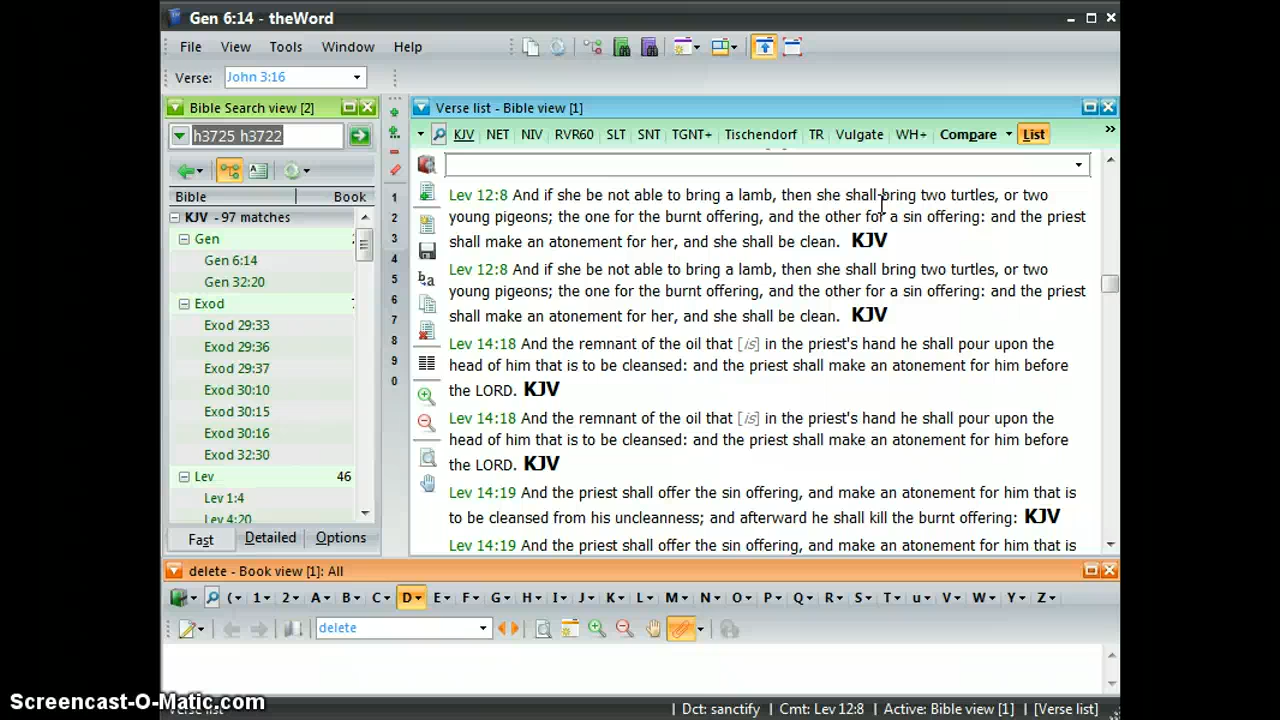 Gen 6:14 - theWord
File View Tools Window Help
Verse: John 3:16
Bible Search view [2]
h3725 h3722
Bible Book
KJV - 97 matches
Gen
Gen 6:14
Gen 32:20
Exod
Exod 29:33
Exod 29:36
Exod 29:37
Exod 30:10
Exod 30:15
Exod 30:16
Exod 32:30
Lev 46
Lev 1:4
Lev 4:20
Fast Detailed Options
1
2
3
4
5
6
7
8
9
0
Verse list - Bible view [1]
KJV NET NIV RVR60 SLT SNT TGNT+ Tischendorf TR Vulgate WH+ Compare List »
Lev 12:8 And if she be not able to bring a lamb, then she shall bring two turtles, or two
young pigeons; the one for the burnt offering, and the other for a sin offering: and the priest
shall make an atonement for her, and she shall be clean. KJV
Lev 12:8 And if she be not able to bring a lamb, then she shall bring two turtles, or two
young pigeons; the one for the burnt offering, and the other for a sin offering: and the priest
shall make an atonement for her, and she shall be clean. KJV
Lev 14:18 And the remnant of the oil that [is] in the priest's hand he shall pour upon the
head of him that is to be cleansed: and the priest shall make an atonement for him before
the LORD. KJV
Lev 14:18 And the remnant of the oil that [is] in the priest's hand he shall pour upon the
head of him that is to be cleansed: and the priest shall make an atonement for him before
the LORD. KJV
Lev 14:19 And the priest shall offer the sin offering, and make an atonement for him that is
to be cleansed from his uncleanness; and afterward he shall kill the burnt offering: KJV
Lev 14:19 And the priest shall offer the sin offering, and make an atonement for him that is
delete - Book view [1]: All
( 1 2 A B C D E F G H I J K L M N O P Q R S T u V W Y Z
delete
Screencast-O-Matic.com
Verse list
Dct: sanctify Cmt: Lev 12:8 Active: Bible view [1] [Verse list]